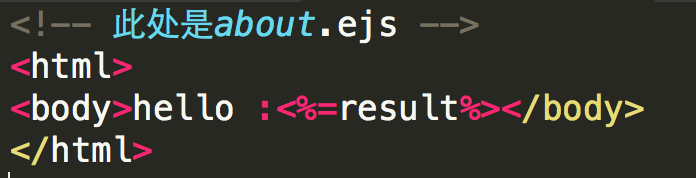 <!-- 此处是about.ejs -->
<html>
<body>hello :<%=result%></body>
</html>